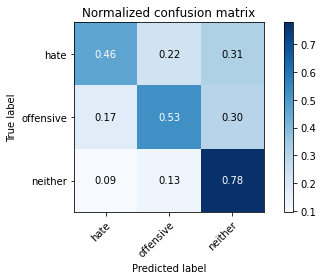 Normalized confusion matrix
True label
hate
0.46 0.22 0.31
offensive
0.17 0.53 0.30
neither
0.09 0.13 0.78
hate offensive neither
Predicted label
0.7
0.6
0.5
0.4
0.3
0.2
0.1